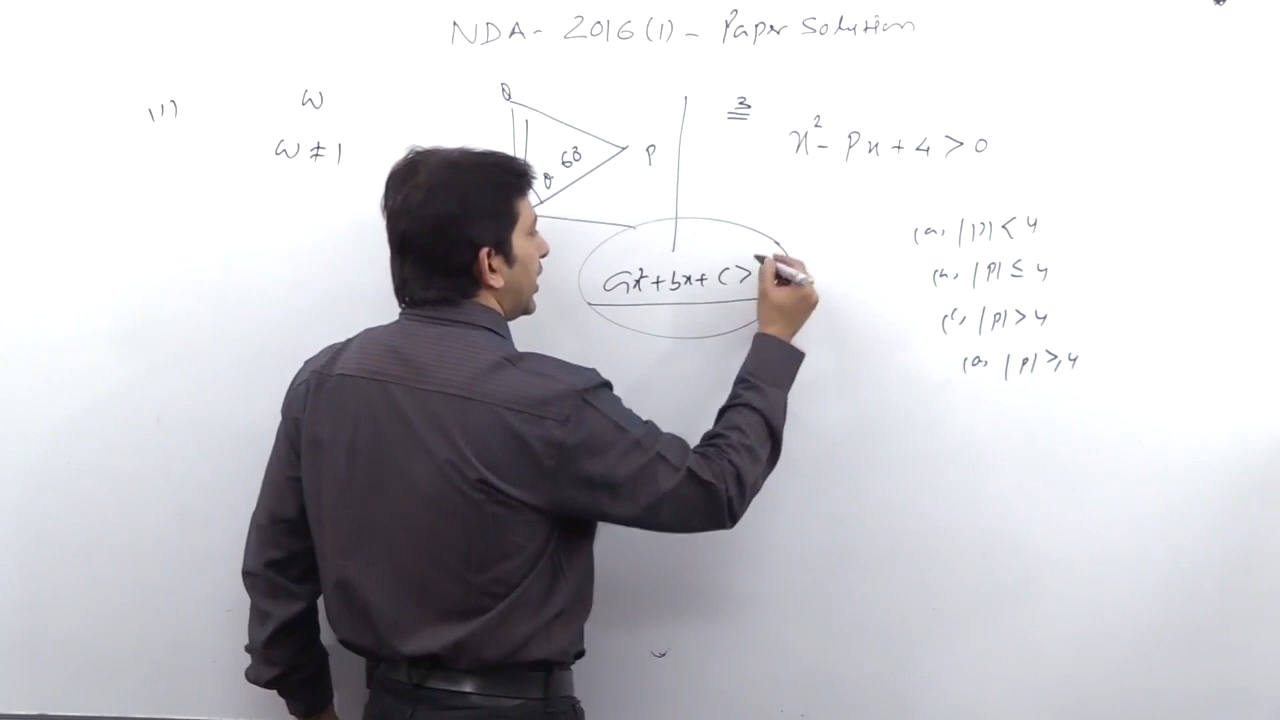 NDA - 2016 (1) - Paper Solution
(1)
ω
ω ≠ 1
Q
60
P
θ
3
x² - px + 4 > 0
ax² + bx + c >
(a) |p| < 4
|p| ≤ 4
|p| > 4
|p| ≥ 4